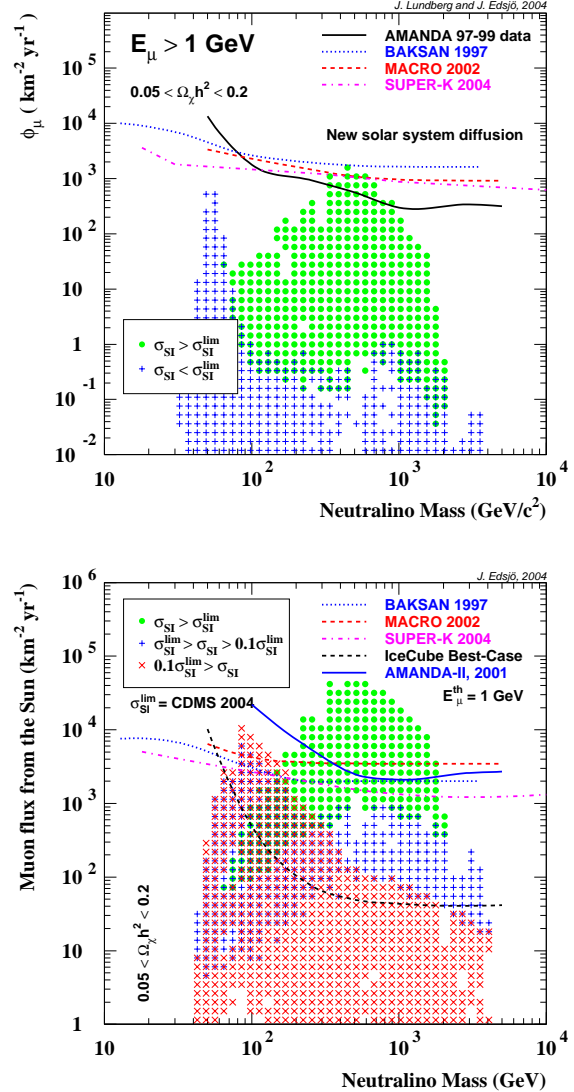 J. Lundberg and J. Edsjö, 2004
E_μ > 1 GeV
AMANDA 97-99 data
BAKSAN 1997
MACRO 2002
SUPER-K 2004
0.05 < Ω_χh² < 0.2
New solar system diffusion
ϕ_μ ( km⁻² yr⁻¹)
10⁵
10⁴
10³
10²
10
1
10⁻¹
10⁻²
σ_SI > σ_SI^lim
σ_SI < σ_SI^lim
10 10² 10³ 10⁴
Neutralino Mass (GeV/c²)
J. Edsjö, 2004
Muon flux from the Sun (km⁻² yr⁻¹)
10⁶
10⁵
10⁴
10³
10²
10
1
σ_SI > σ_SI^lim
σ_SI^lim > σ_SI > 0.1σ_SI^lim
0.1σ_SI^lim > σ_SI
σ_SI^lim = CDMS 2004
BAKSAN 1997
MACRO 2002
SUPER-K 2004
IceCube Best-Case
AMANDA-II, 2001
E_μ^th = 1 GeV
0.05 < Ω_χh² < 0.2
10 10² 10³ 10⁴
Neutralino Mass (GeV)